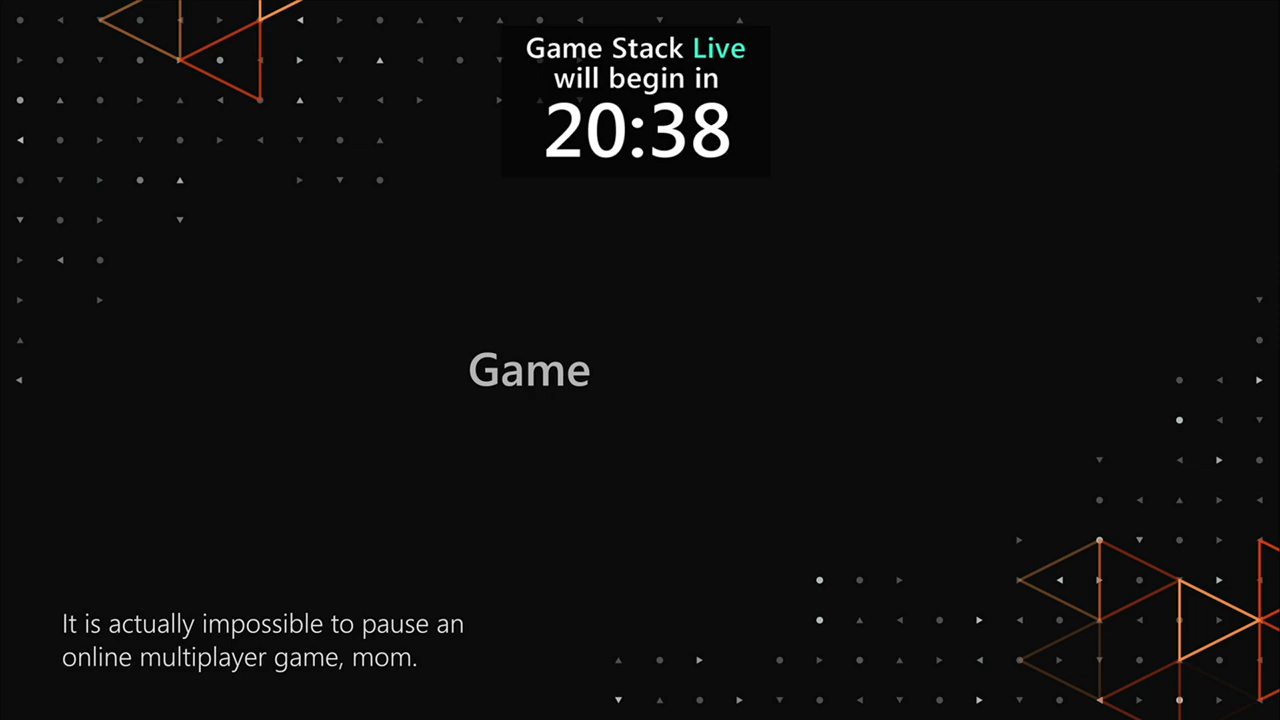 Game Stack Live
will begin in
20:38
Game
It is actually impossible to pause an
online multiplayer game, mom.